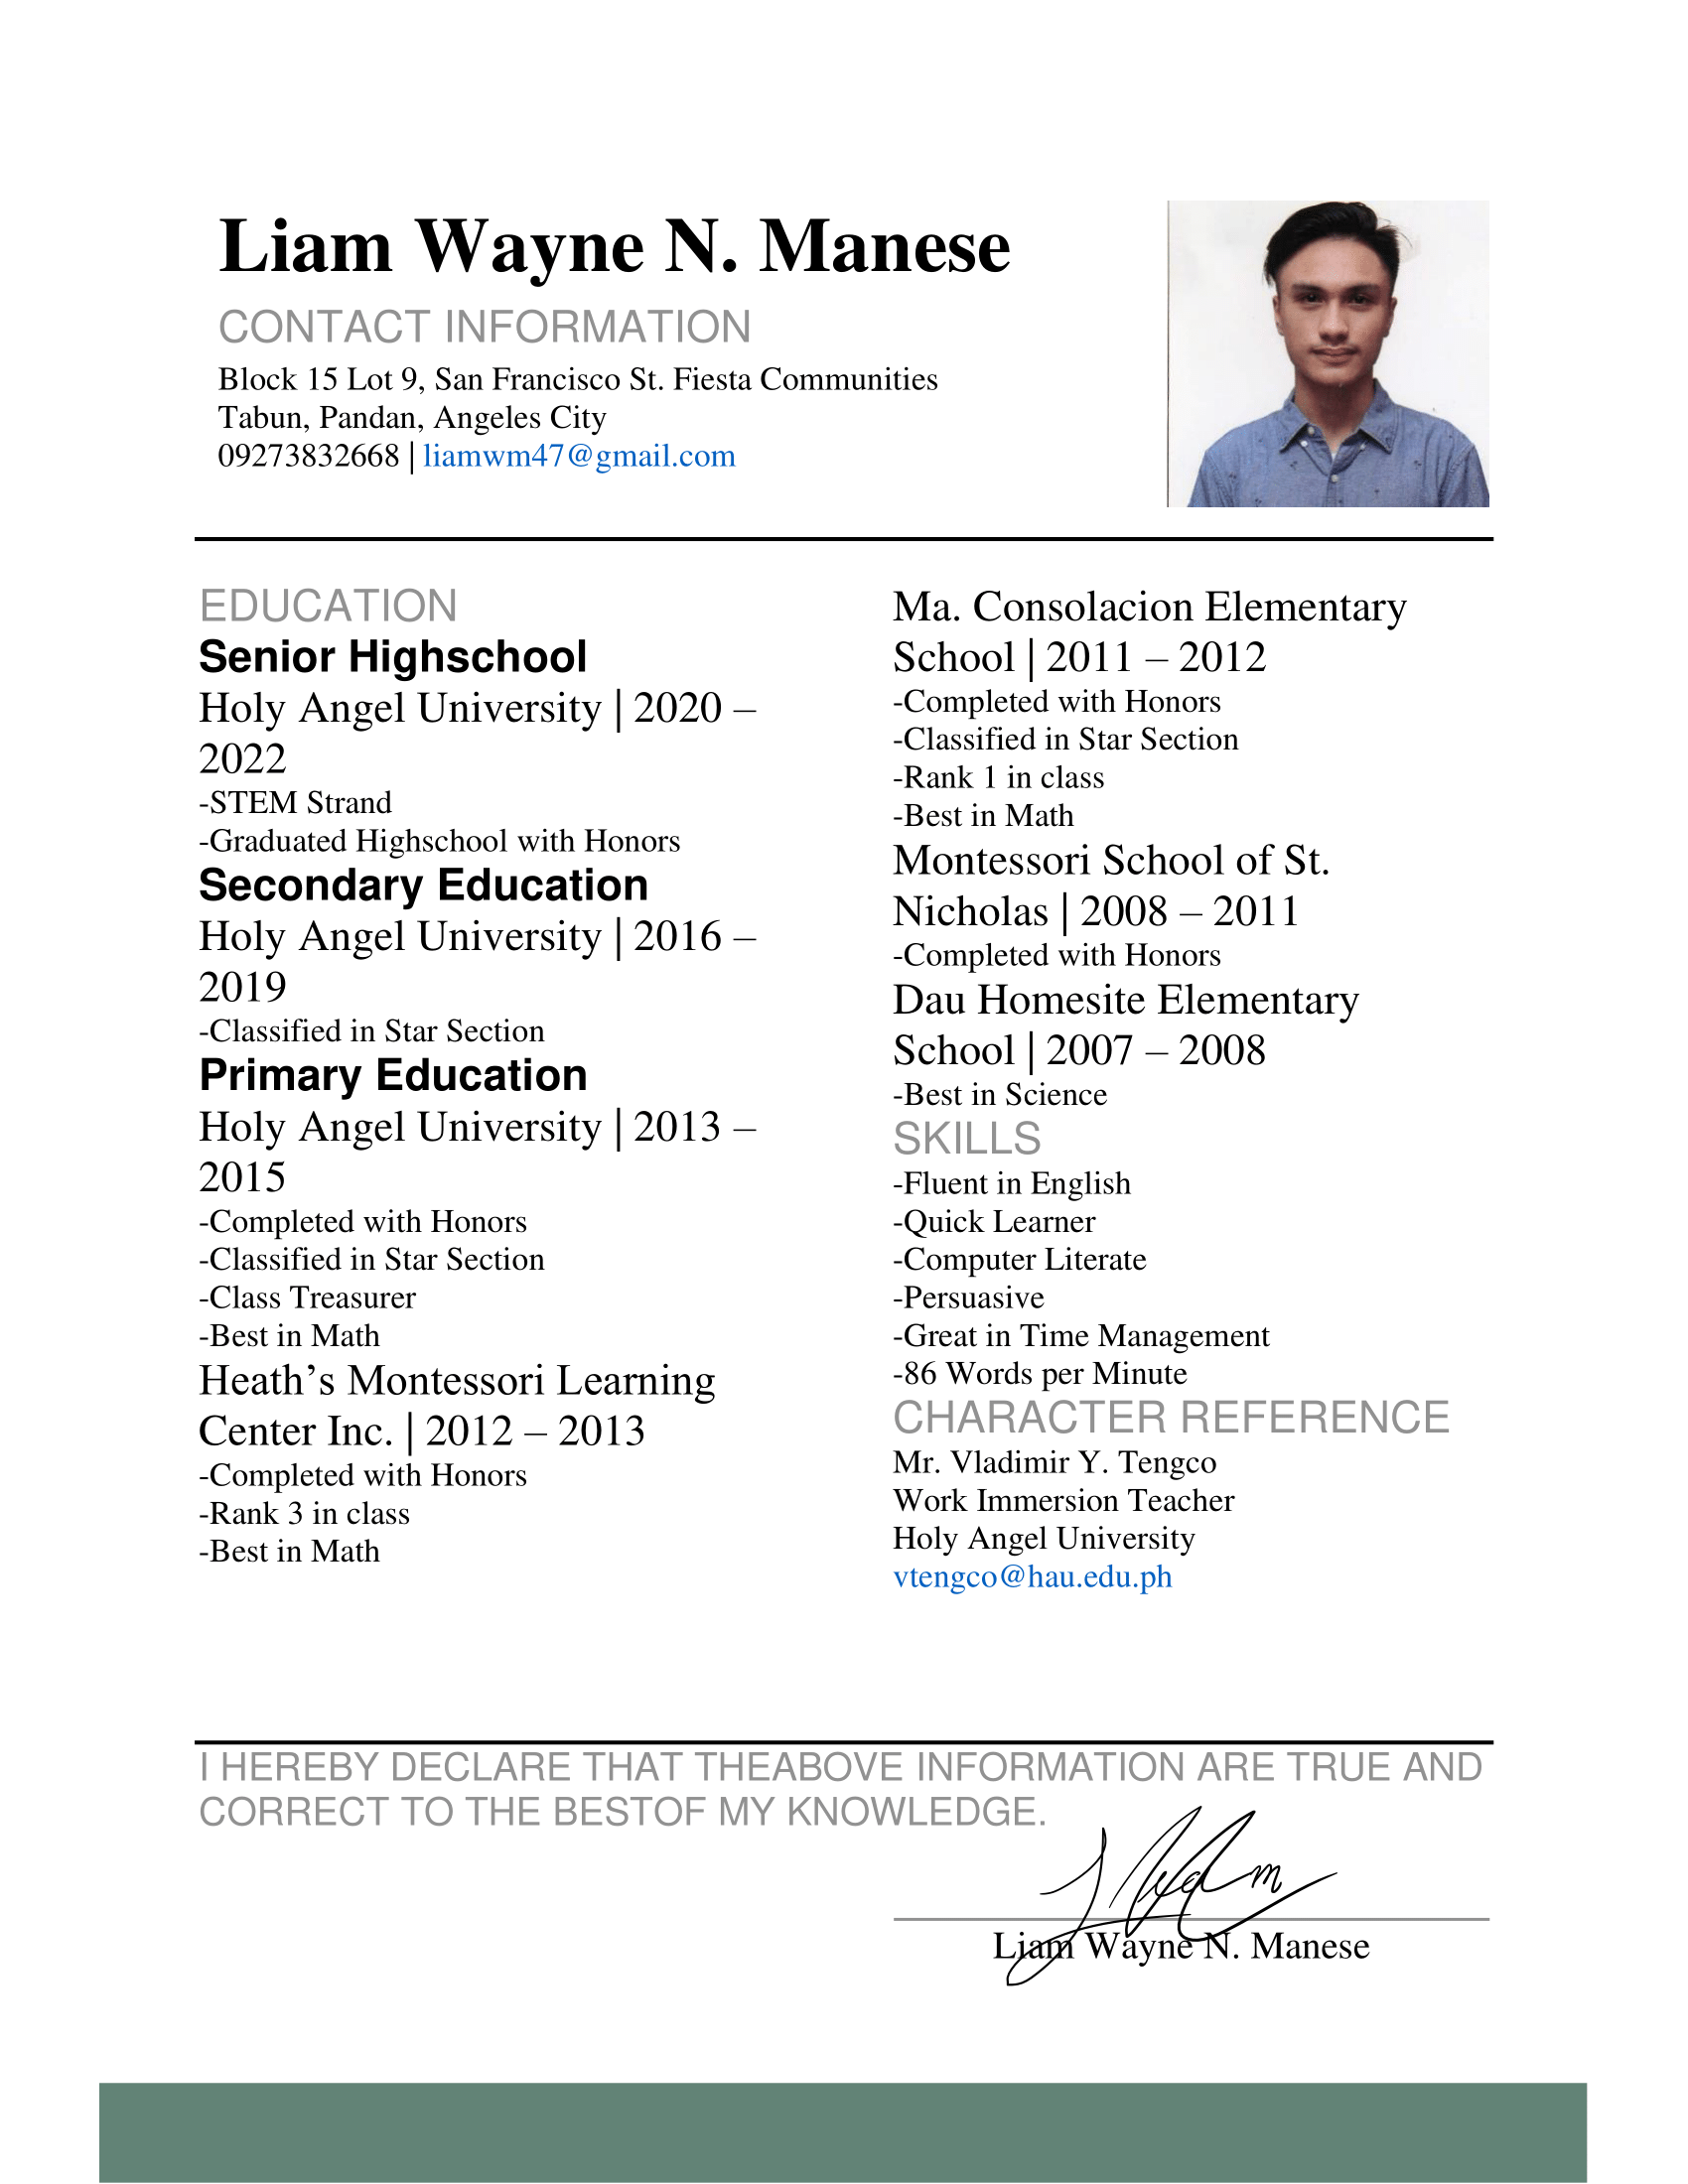 Liam Wayne N. Manese
CONTACT INFORMATION
Block 15 Lot 9, San Francisco St. Fiesta Communities
Tabun, Pandan, Angeles City
09273832668 | liamwm47@gmail.com
EDUCATION
Senior Highschool
Holy Angel University | 2020 –
2022
-STEM Strand
-Graduated Highschool with Honors
Secondary Education
Holy Angel University | 2016 –
2019
-Classified in Star Section
Primary Education
Holy Angel University | 2013 –
2015
-Completed with Honors
-Classified in Star Section
-Class Treasurer
-Best in Math
Heath’s Montessori Learning
Center Inc. | 2012 – 2013
-Completed with Honors
-Rank 3 in class
-Best in Math
Ma. Consolacion Elementary
School | 2011 – 2012
-Completed with Honors
-Classified in Star Section
-Rank 1 in class
-Best in Math
Montessori School of St.
Nicholas | 2008 – 2011
-Completed with Honors
Dau Homesite Elementary
School | 2007 – 2008
-Best in Science
SKILLS
-Fluent in English
-Quick Learner
-Computer Literate
-Persuasive
-Great in Time Management
-86 Words per Minute
CHARACTER REFERENCE
Mr. Vladimir Y. Tengco
Work Immersion Teacher
Holy Angel University
vtengco@hau.edu.ph
I HEREBY DECLARE THAT THEABOVE INFORMATION ARE TRUE AND
CORRECT TO THE BESTOF MY KNOWLEDGE.
Liam Wayne N. Manese